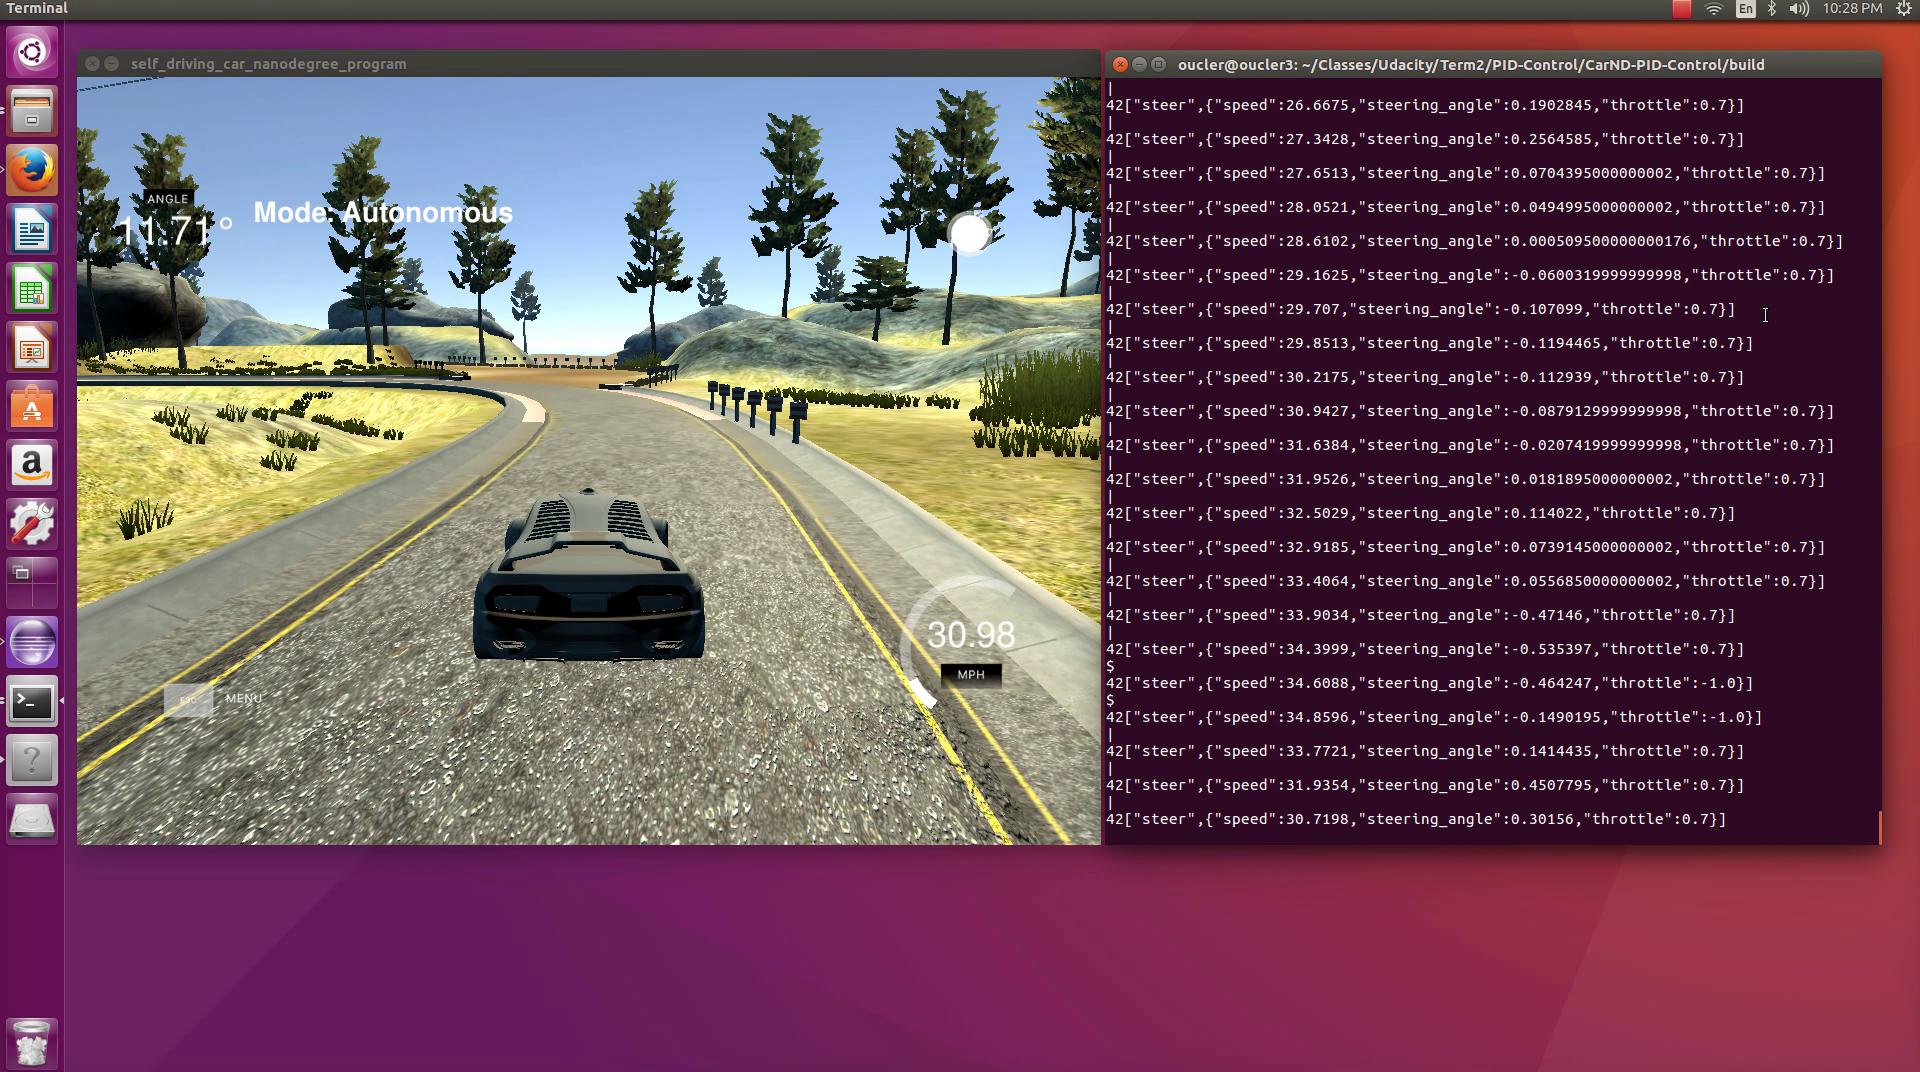 Terminal
En
10:28 PM
self_driving_car_nanodegree_program
ANGLE
11.71°
Mode: Autonomous
30.98
MPH
ESC
MENU
oucler@oucler3: ~/Classes/Udacity/Term2/PID-Control/CarND-PID-Control/build
|
42["steer",{"speed":26.6675,"steering_angle":0.1902845,"throttle":0.7}]
|
42["steer",{"speed":27.3428,"steering_angle":0.2564585,"throttle":0.7}]
|
42["steer",{"speed":27.6513,"steering_angle":0.0704395000000002,"throttle":0.7}]
|
42["steer",{"speed":28.0521,"steering_angle":0.0494995000000002,"throttle":0.7}]
|
42["steer",{"speed":28.6102,"steering_angle":0.000509500000000176,"throttle":0.7}]
|
42["steer",{"speed":29.1625,"steering_angle":-0.0600319999999998,"throttle":0.7}]
|
42["steer",{"speed":29.707,"steering_angle":-0.107099,"throttle":0.7}]
|
42["steer",{"speed":29.8513,"steering_angle":-0.1194465,"throttle":0.7}]
|
42["steer",{"speed":30.2175,"steering_angle":-0.112939,"throttle":0.7}]
|
42["steer",{"speed":30.9427,"steering_angle":-0.0879129999999998,"throttle":0.7}]
|
42["steer",{"speed":31.6384,"steering_angle":-0.0207419999999998,"throttle":0.7}]
|
42["steer",{"speed":31.9526,"steering_angle":0.0181895000000002,"throttle":0.7}]
|
42["steer",{"speed":32.5029,"steering_angle":0.114022,"throttle":0.7}]
|
42["steer",{"speed":32.9185,"steering_angle":0.0739145000000002,"throttle":0.7}]
|
42["steer",{"speed":33.4064,"steering_angle":0.0556850000000002,"throttle":0.7}]
|
42["steer",{"speed":33.9034,"steering_angle":-0.47146,"throttle":0.7}]
|
42["steer",{"speed":34.3999,"steering_angle":-0.535397,"throttle":0.7}]
$
42["steer",{"speed":34.6088,"steering_angle":-0.464247,"throttle":-1.0}]
$
42["steer",{"speed":34.8596,"steering_angle":-0.1490195,"throttle":-1.0}]
|
42["steer",{"speed":33.7721,"steering_angle":0.1414435,"throttle":0.7}]
|
42["steer",{"speed":31.9354,"steering_angle":0.4507795,"throttle":0.7}]
|
42["steer",{"speed":30.7198,"steering_angle":0.30156,"throttle":0.7}]